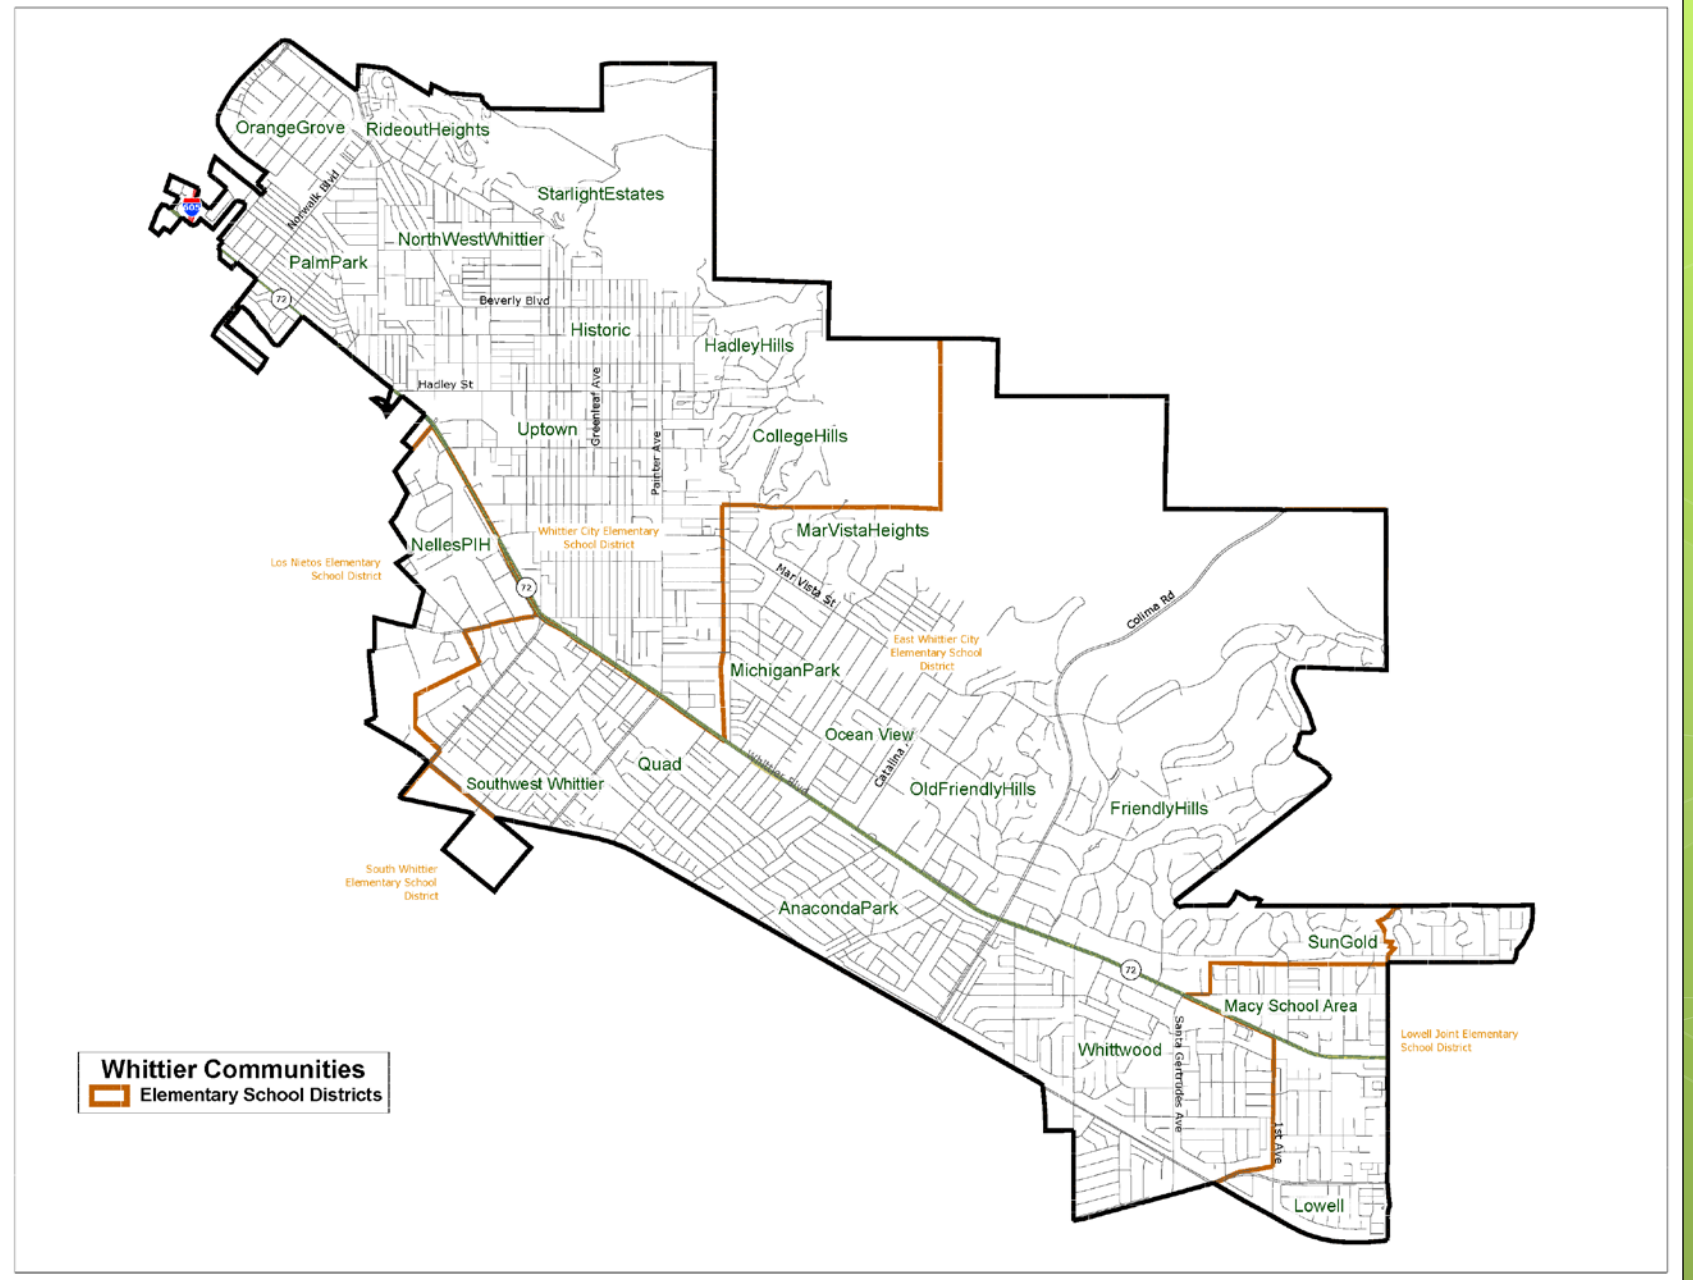 OrangeGrove
RideoutHeights
StarlightEstates
Norwalk Blvd
605
NorthWestWhittier
PalmPark
72
Beverly Blvd
Historic
HadleyHills
Hadley St
Greenleaf Ave
Uptown
CollegeHills
Painter Ave
NellesPIH
Whittier City Elementary
School District
MarVistaHeights
Los Nietos Elementary
School District
72
Mar Vista St
Colima Rd
East Whittier City
Elementary School
District
MichiganPark
Ocean View
Catalina
Quad
Whittier Blvd
Southwest Whittier
OldFriendlyHills
FriendlyHills
South Whittier
Elementary School
District
AnacondaPark
SunGold
72
Macy School Area
Santa Gertrudes Ave
Whittwood
Lowell Joint Elementary
School District
1st Ave
Lowell
Whittier Communities
Elementary School Districts